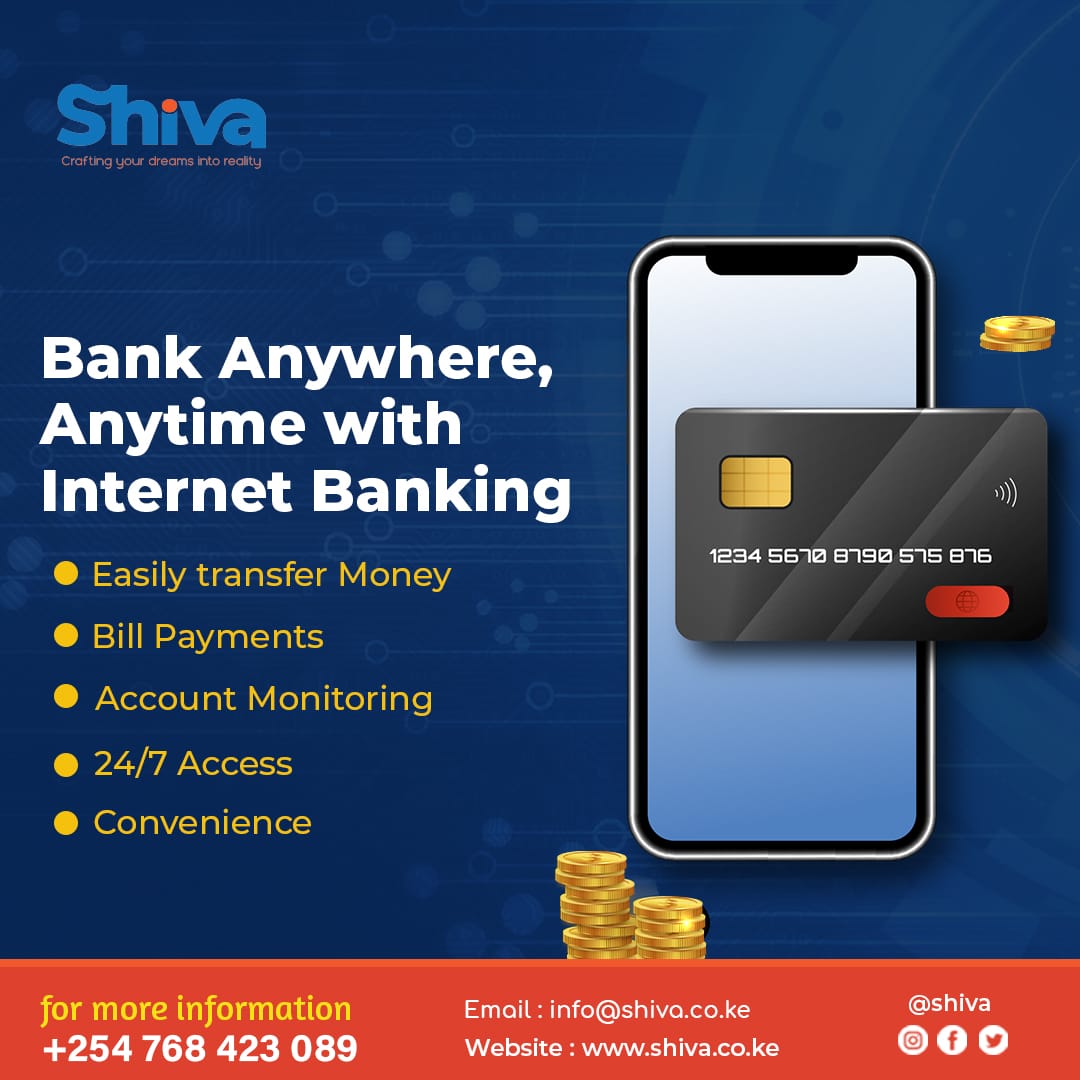 Shiva
Crafting your dreams into reality
Bank Anywhere,
Anytime with
Internet Banking
Easily transfer Money
Bill Payments
Account Monitoring
24/7 Access
Convenience
1234 5670 8790 575 876
for more information
+254 768 423 089
Email : info@shiva.co.ke
Website : www.shiva.co.ke
@shiva